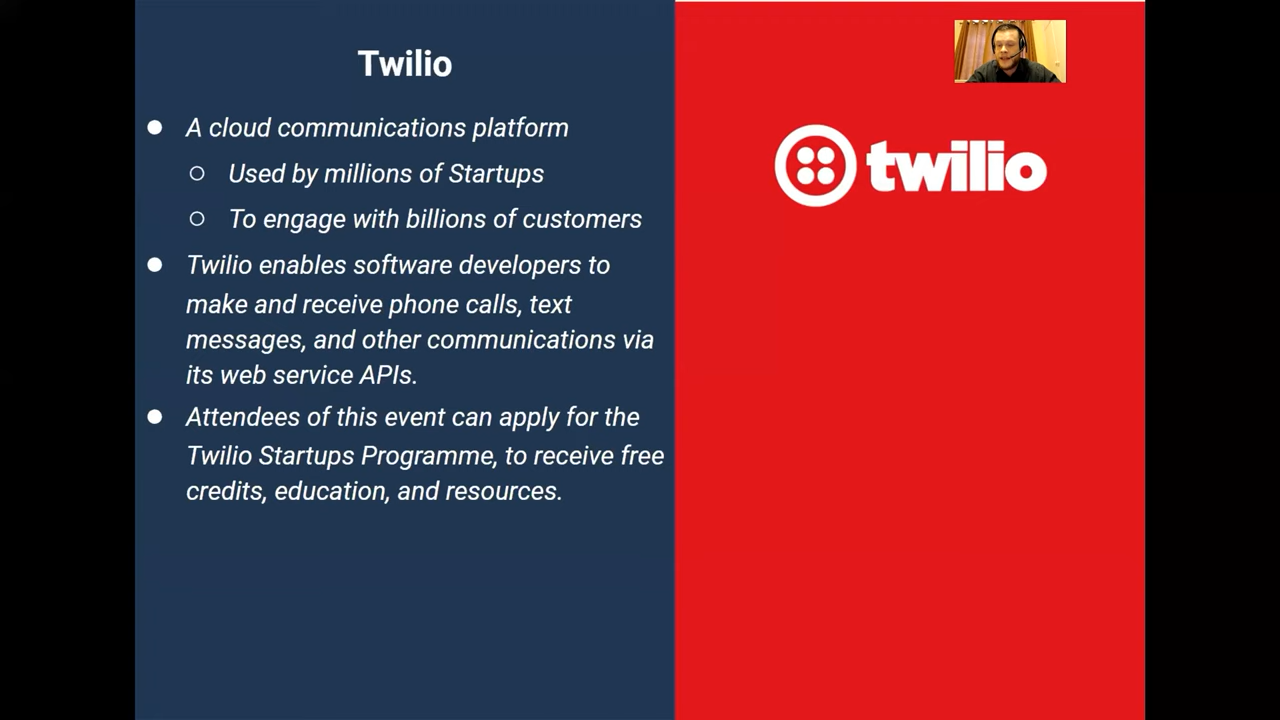 Twilio
A cloud communications platform
Used by millions of Startups
To engage with billions of customers
Twilio enables software developers to
make and receive phone calls, text
messages, and other communications via
its web service APIs.
Attendees of this event can apply for the
Twilio Startups Programme, to receive free
credits, education, and resources.
twilio